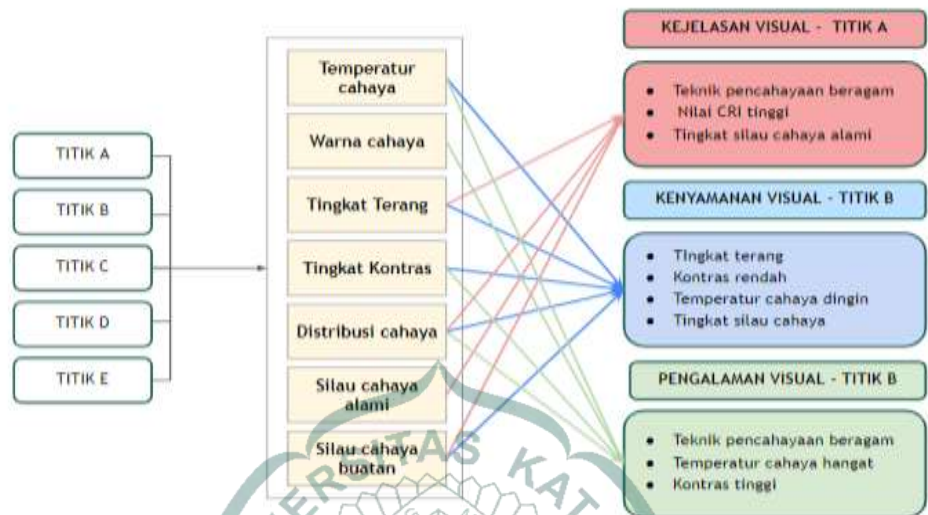 TITIK A
TITIK B
TITIK C
TITIK D
TITIK E
Temperatur
cahaya
Warna cahaya
Tingkat Terang
Tingkat Kontras
Distribusi cahaya
Silau cahaya
alami
Silau cahaya
buatan
KEJELASAN VISUAL - TITIK A
• Teknik pencahayaan beragam
• Nilai CRI tinggi
• Tingkat silau cahaya alami
KENYAMANAN VISUAL - TITIK B
• TIngkat terang
• Kontras rendah
• Temperatur cahaya dingin
• Tingkat silau cahaya
PENGALAMAN VISUAL - TITIK B
• Teknik pencahayaan beragam
• Temperatur cahaya hangat
• Kontras tinggi
ERSITAS KAT